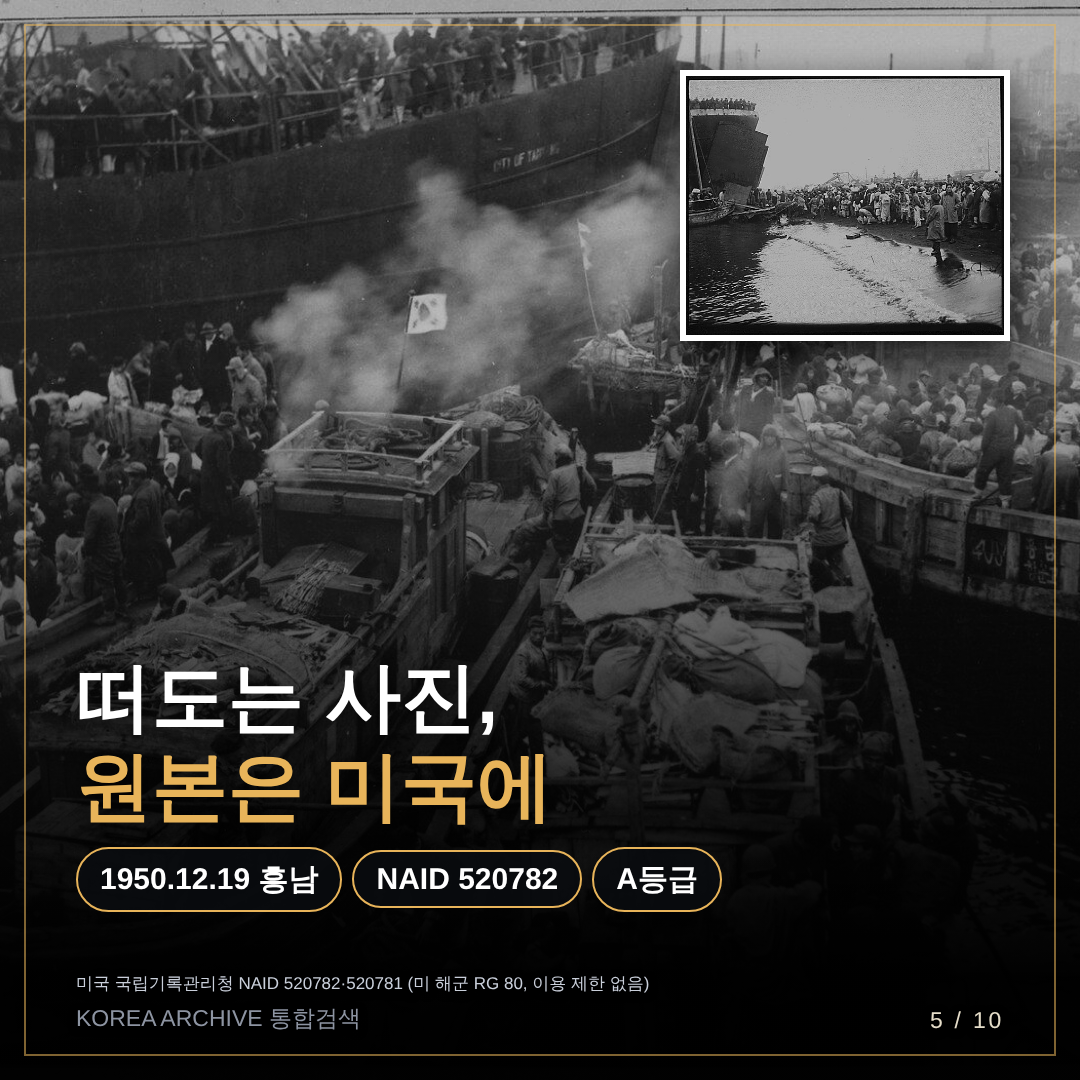 떠도는 사진,
원본은 미국에
1950.12.19 흥남
NAID 520782
A등급
미국 국립기록관리청 NAID 520782·520781 (미 해군 RG 80, 이용 제한 없음)
KOREA ARCHIVE 통합검색
5 / 10